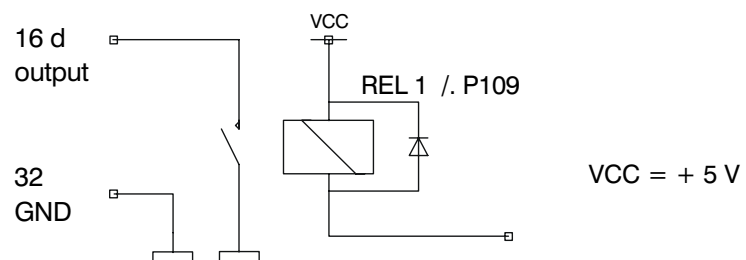 16 d
output
VCC
REL 1 /. P109
32
GND
VCC = + 5 V